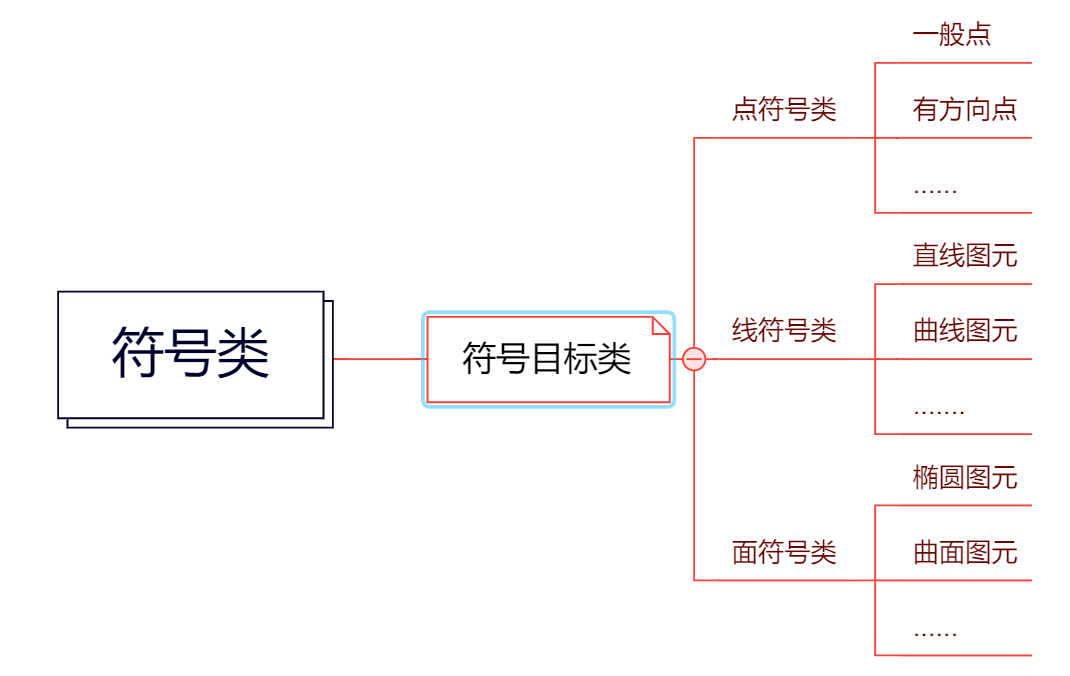 符号类
符号目标类
点符号类
一般点
有方向点
......
线符号类
直线图元
曲线图元
.......
面符号类
椭圆图元
曲面图元
......